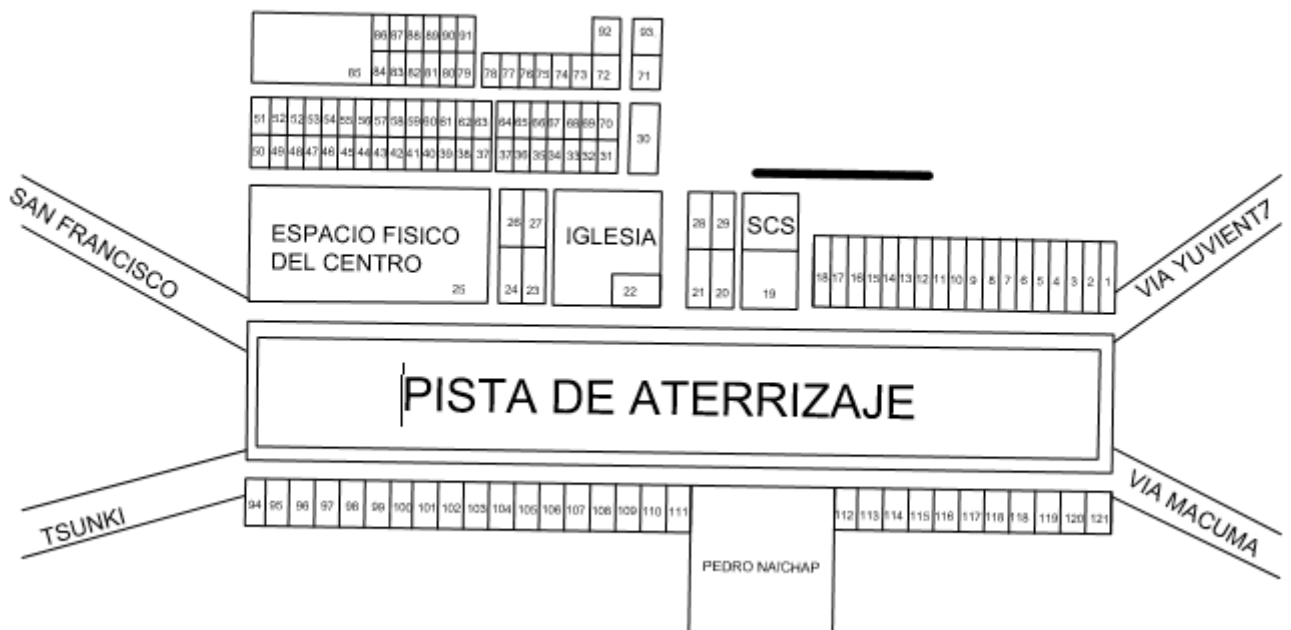 86 87 88 89 90 91 92 93
85 84 83 82 81 80 79 78 77 76 75 74 73 72 71
51 52 52 53 54 55 56 57 58 59 60 61 62 63 64 65 66 67 68 69 70 30
50 49 48 47 46 45 44 43 42 41 40 39 38 37 37 36 35 34 33 32 31
SAN FRANCISCO
ESPACIO FISICO
DEL CENTRO
25
26 27
24 23
IGLESIA
22
28 29
21 20
SCS
19
18 17 16 15 14 13 12 11 10 9 8 7 6 5 4 3 2 1
VIA YUVIENT7
PISTA DE ATERRIZAJE
TSUNKI
94 95 96 97 98 99 100 101 102 103 104 105 106 107 108 109 110 111
112 113 114 115 116 117 118 118 119 120 121
VIA MACUMA
PEDRO NAICHAP